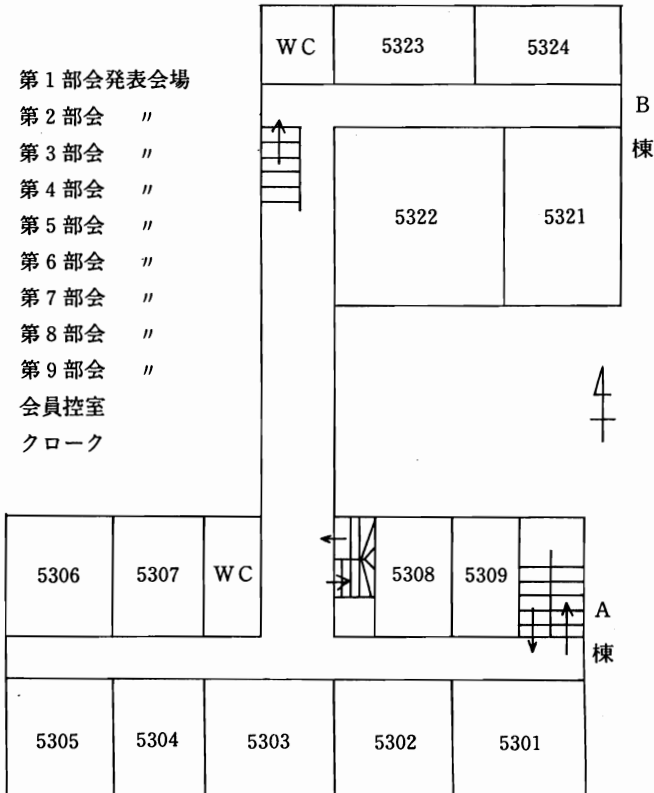 第1部会発表会場
第2部会 〃
第3部会 〃
第4部会 〃
第5部会 〃
第6部会 〃
第7部会 〃
第8部会 〃
第9部会 〃
会員控室
クローク
WC 5323 5324
B棟
5322 5321
5306 5307 WC 5308 5309
A棟
5305 5304 5303 5302 5301